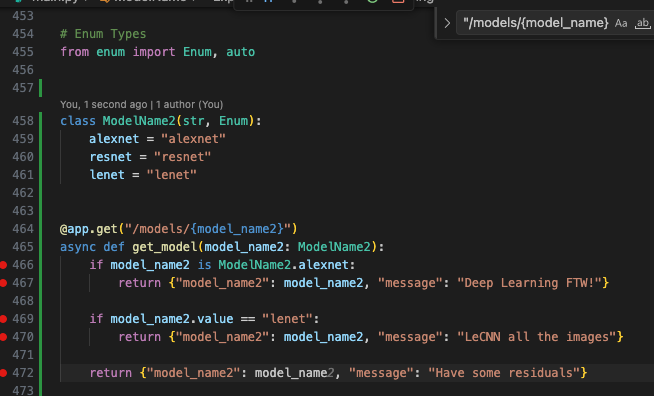 main.py
ModelName
ing
"/models/{model_name}
Aa
ab
453
454 # Enum Types
455 from enum import Enum, auto
456
457
You, 1 second ago | 1 author (You)
458 class ModelName2(str, Enum):
459 alexnet = "alexnet"
460 resnet = "resnet"
461 lenet = "lenet"
462
463
464 @app.get("/models/{model_name2}")
465 async def get_model(model_name2: ModelName2):
466 if model_name2 is ModelName2.alexnet:
467 return {"model_name2": model_name2, "message": "Deep Learning FTW!"}
468
469 if model_name2.value == "lenet":
470 return {"model_name2": model_name2, "message": "LeCNN all the images"}
471
472 return {"model_name2": model_name2, "message": "Have some residuals"}
473